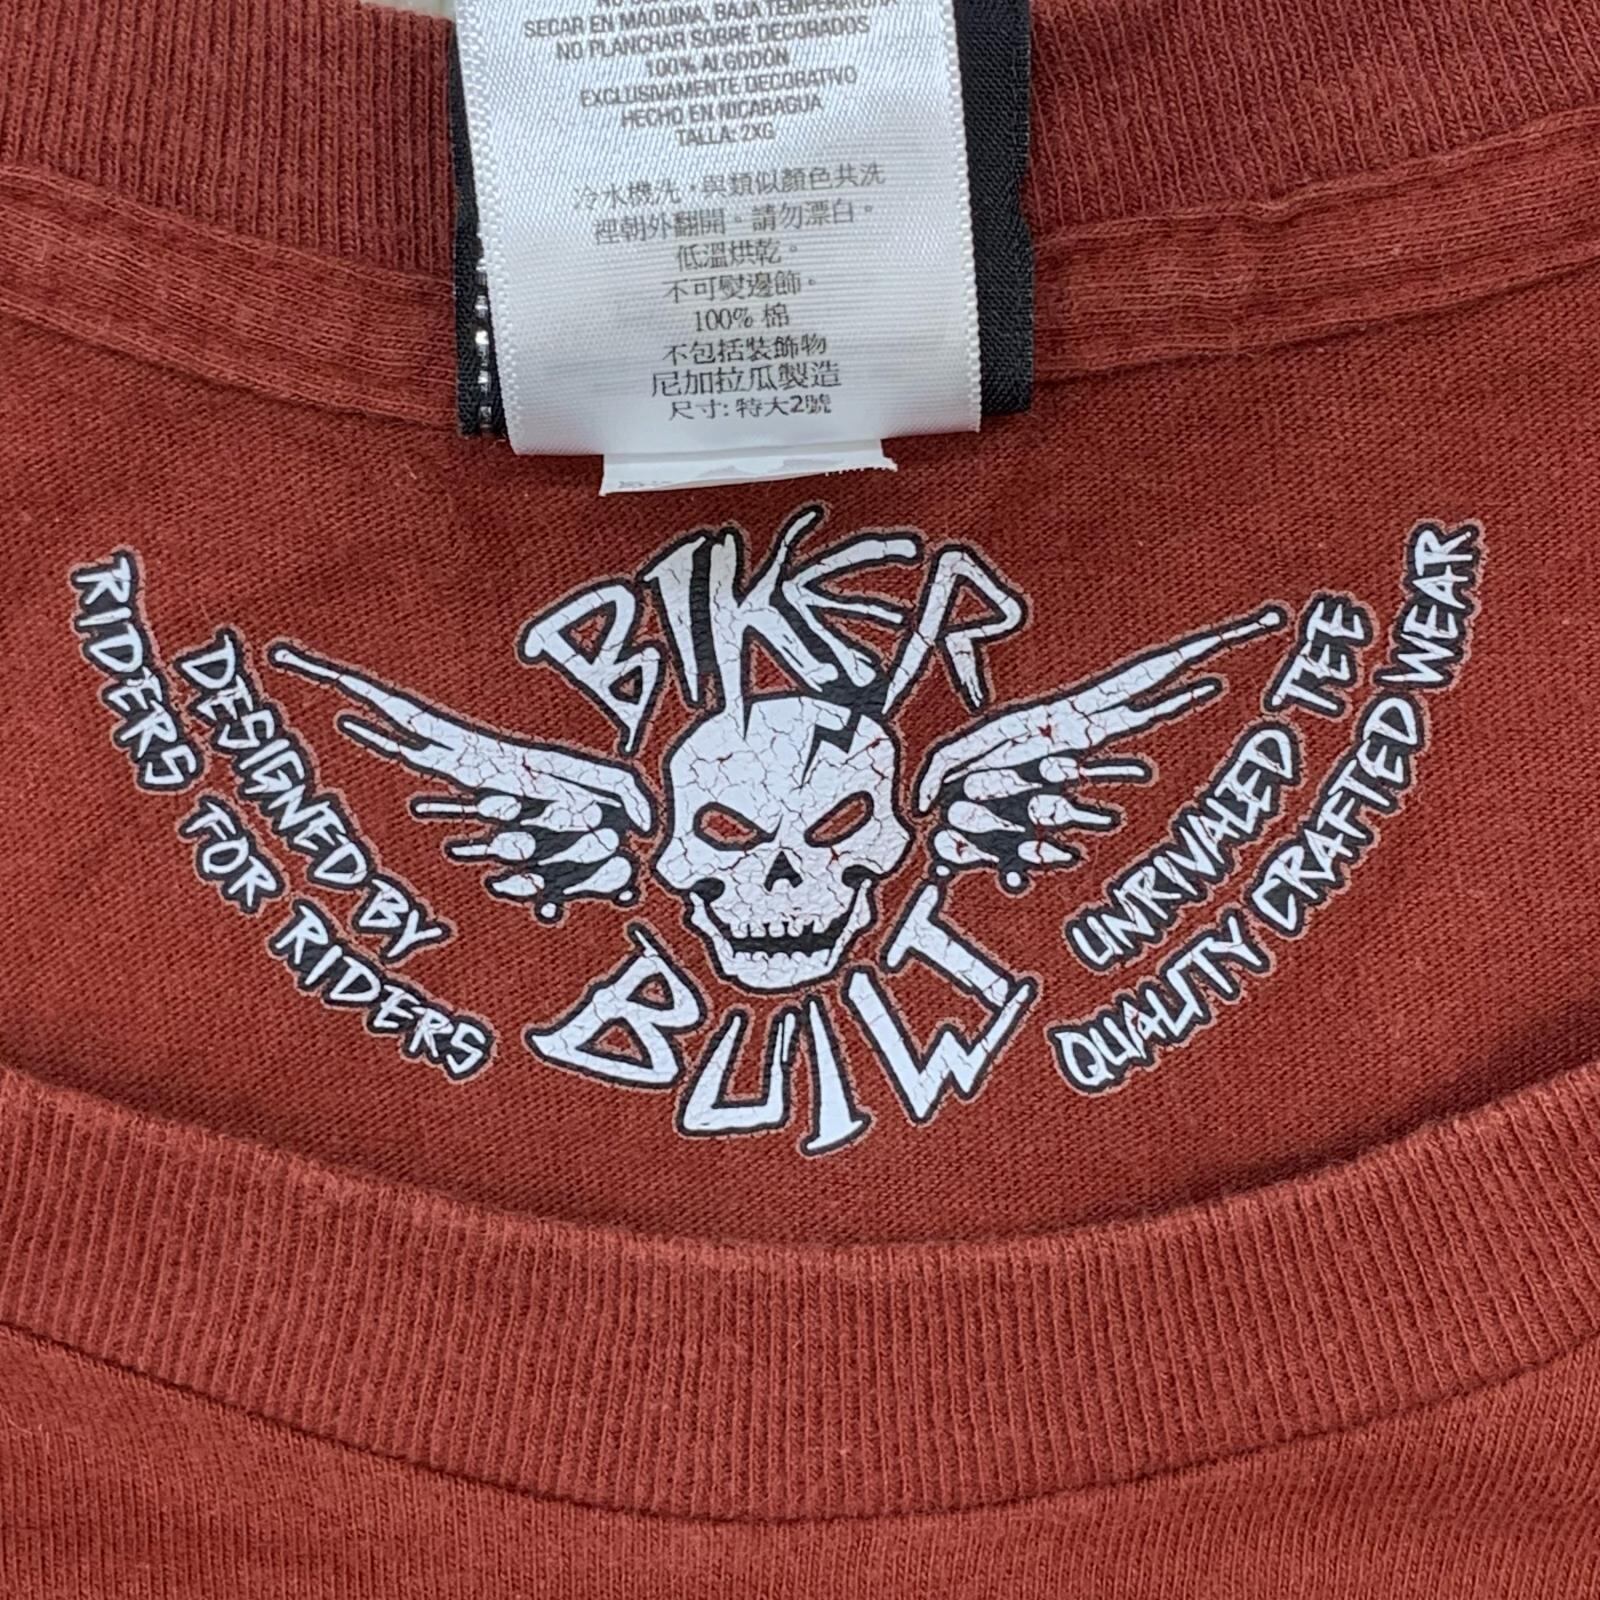 SECAR EN MAQUINA, BAJA TEMPERATURA
NO PLANCHAR SOBRE DECORADOS
100% ALGODÓN
EXCLUSIVAMENTE DECORATIVO
HECHO EN NICARAGUA
TALLA: 2XG
冷水機洗，與類似顏色共洗
裡朝外翻開。請勿漂白。
低溫烘乾。
不可熨邊飾。
100% 棉
不包括裝飾物
尼加拉瓜製造
尺寸: 特大2號
BIKER
BUILT
DESIGNED BY
RIDERS FOR RIDERS
UNRIVALED TEE
QUALITY CRAFTED WEAR